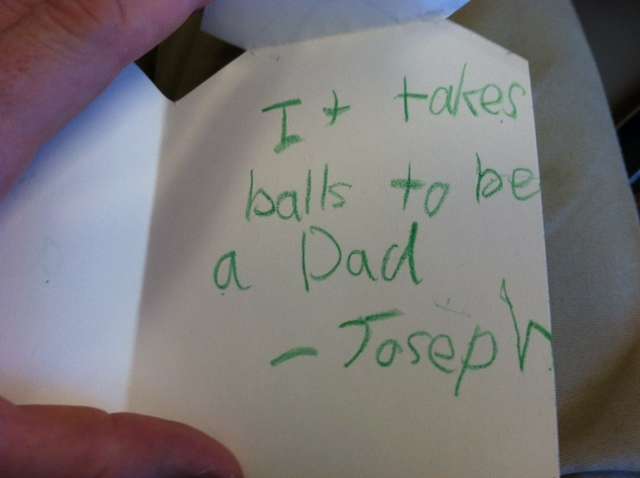 It takes
balls to be
a Dad
- Joseph